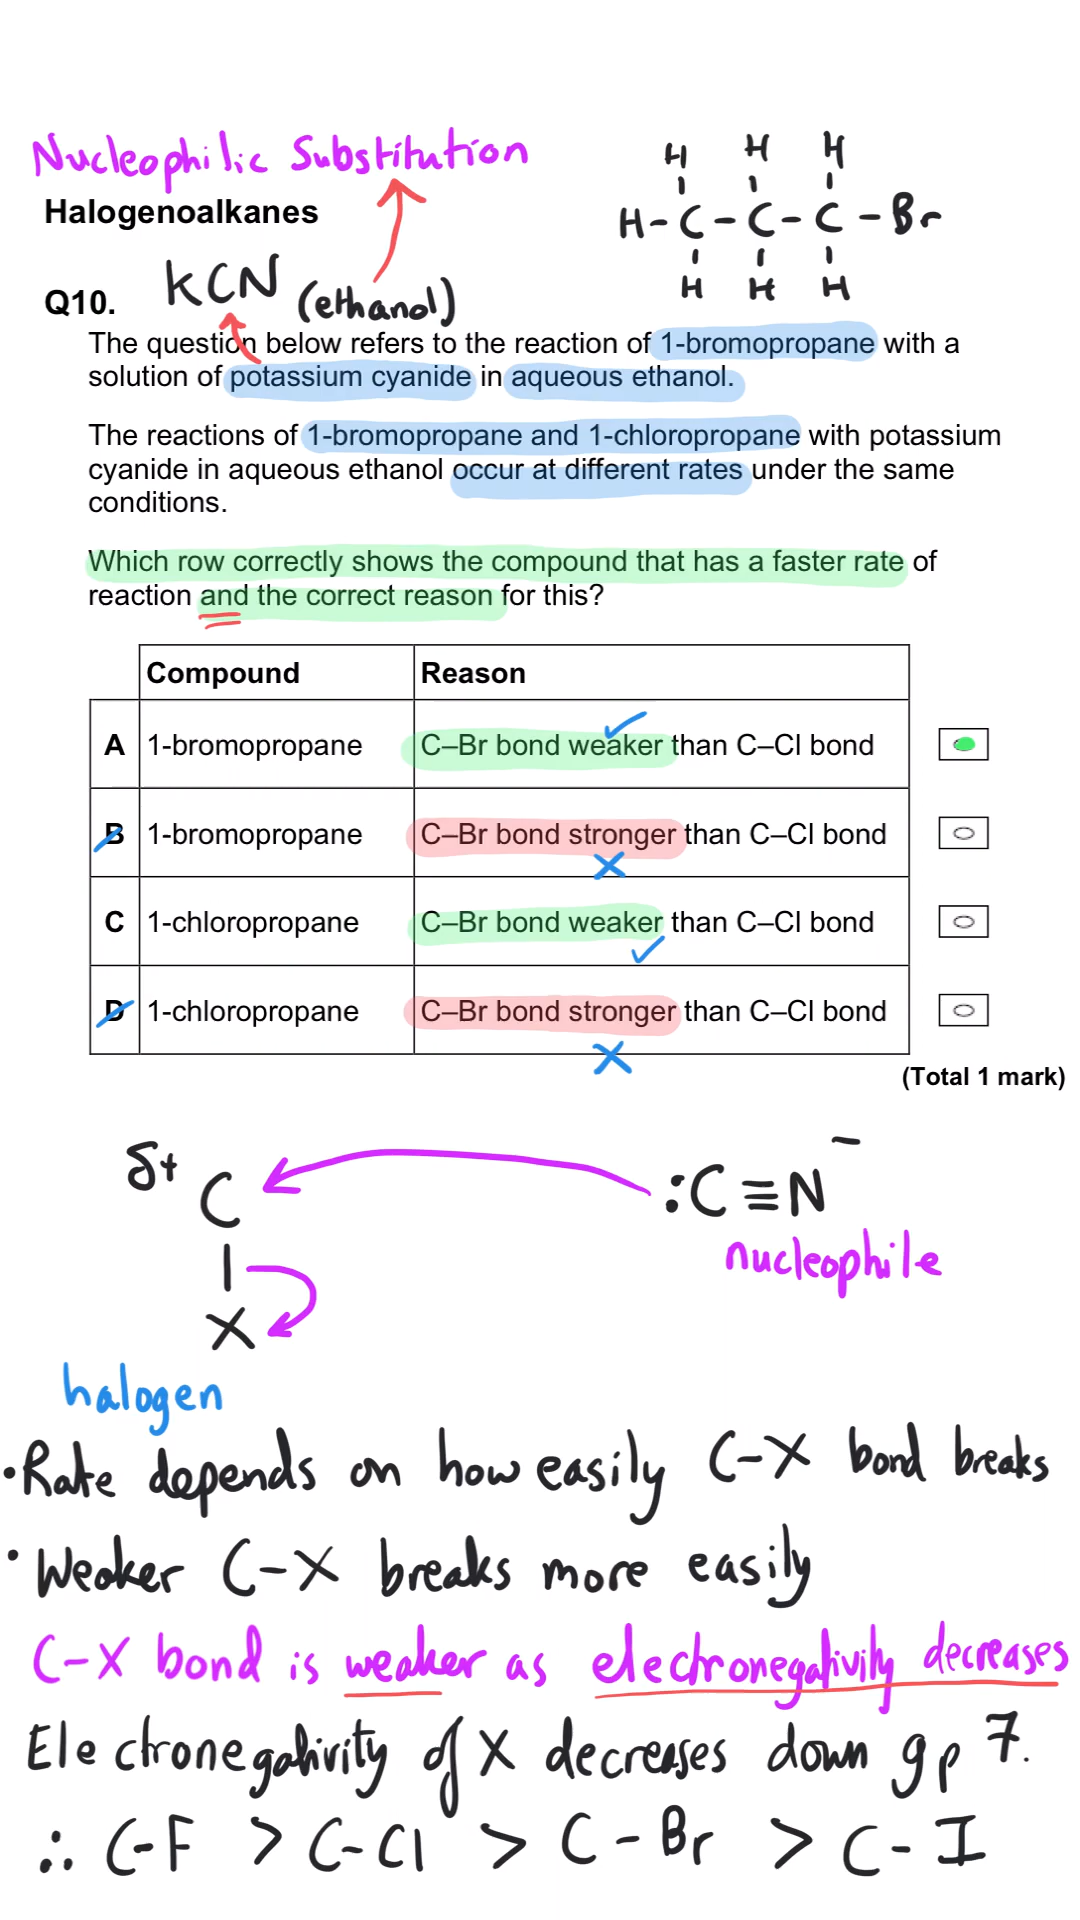 Nucleophilic Substitution
Halogenoalkanes
H H H
H-C-C-C-Br
H H H
KCN (ethanol)
Q10.
The question below refers to the reaction of 1-bromopropane with a
solution of potassium cyanide in aqueous ethanol.
The reactions of 1-bromopropane and 1-chloropropane with potassium
cyanide in aqueous ethanol occur at different rates under the same
conditions.
Which row correctly shows the compound that has a faster rate of
reaction and the correct reason for this?
Compound Reason
A 1-bromopropane C–Br bond weaker than C–Cl bond
B 1-bromopropane C–Br bond stronger than C–Cl bond
C 1-chloropropane C–Br bond weaker than C–Cl bond
D 1-chloropropane C–Br bond stronger than C–Cl bond
(Total 1 mark)
δ+ C :C≡N⁻
X nucleophile
halogen
• Rate depends on how easily C-X bond breaks
• Weaker C-X breaks more easily
C-X bond is weaker as electronegativity decreases
Electronegativity of X decreases down gp 7.
∴ C-F > C-Cl > C-Br > C-I